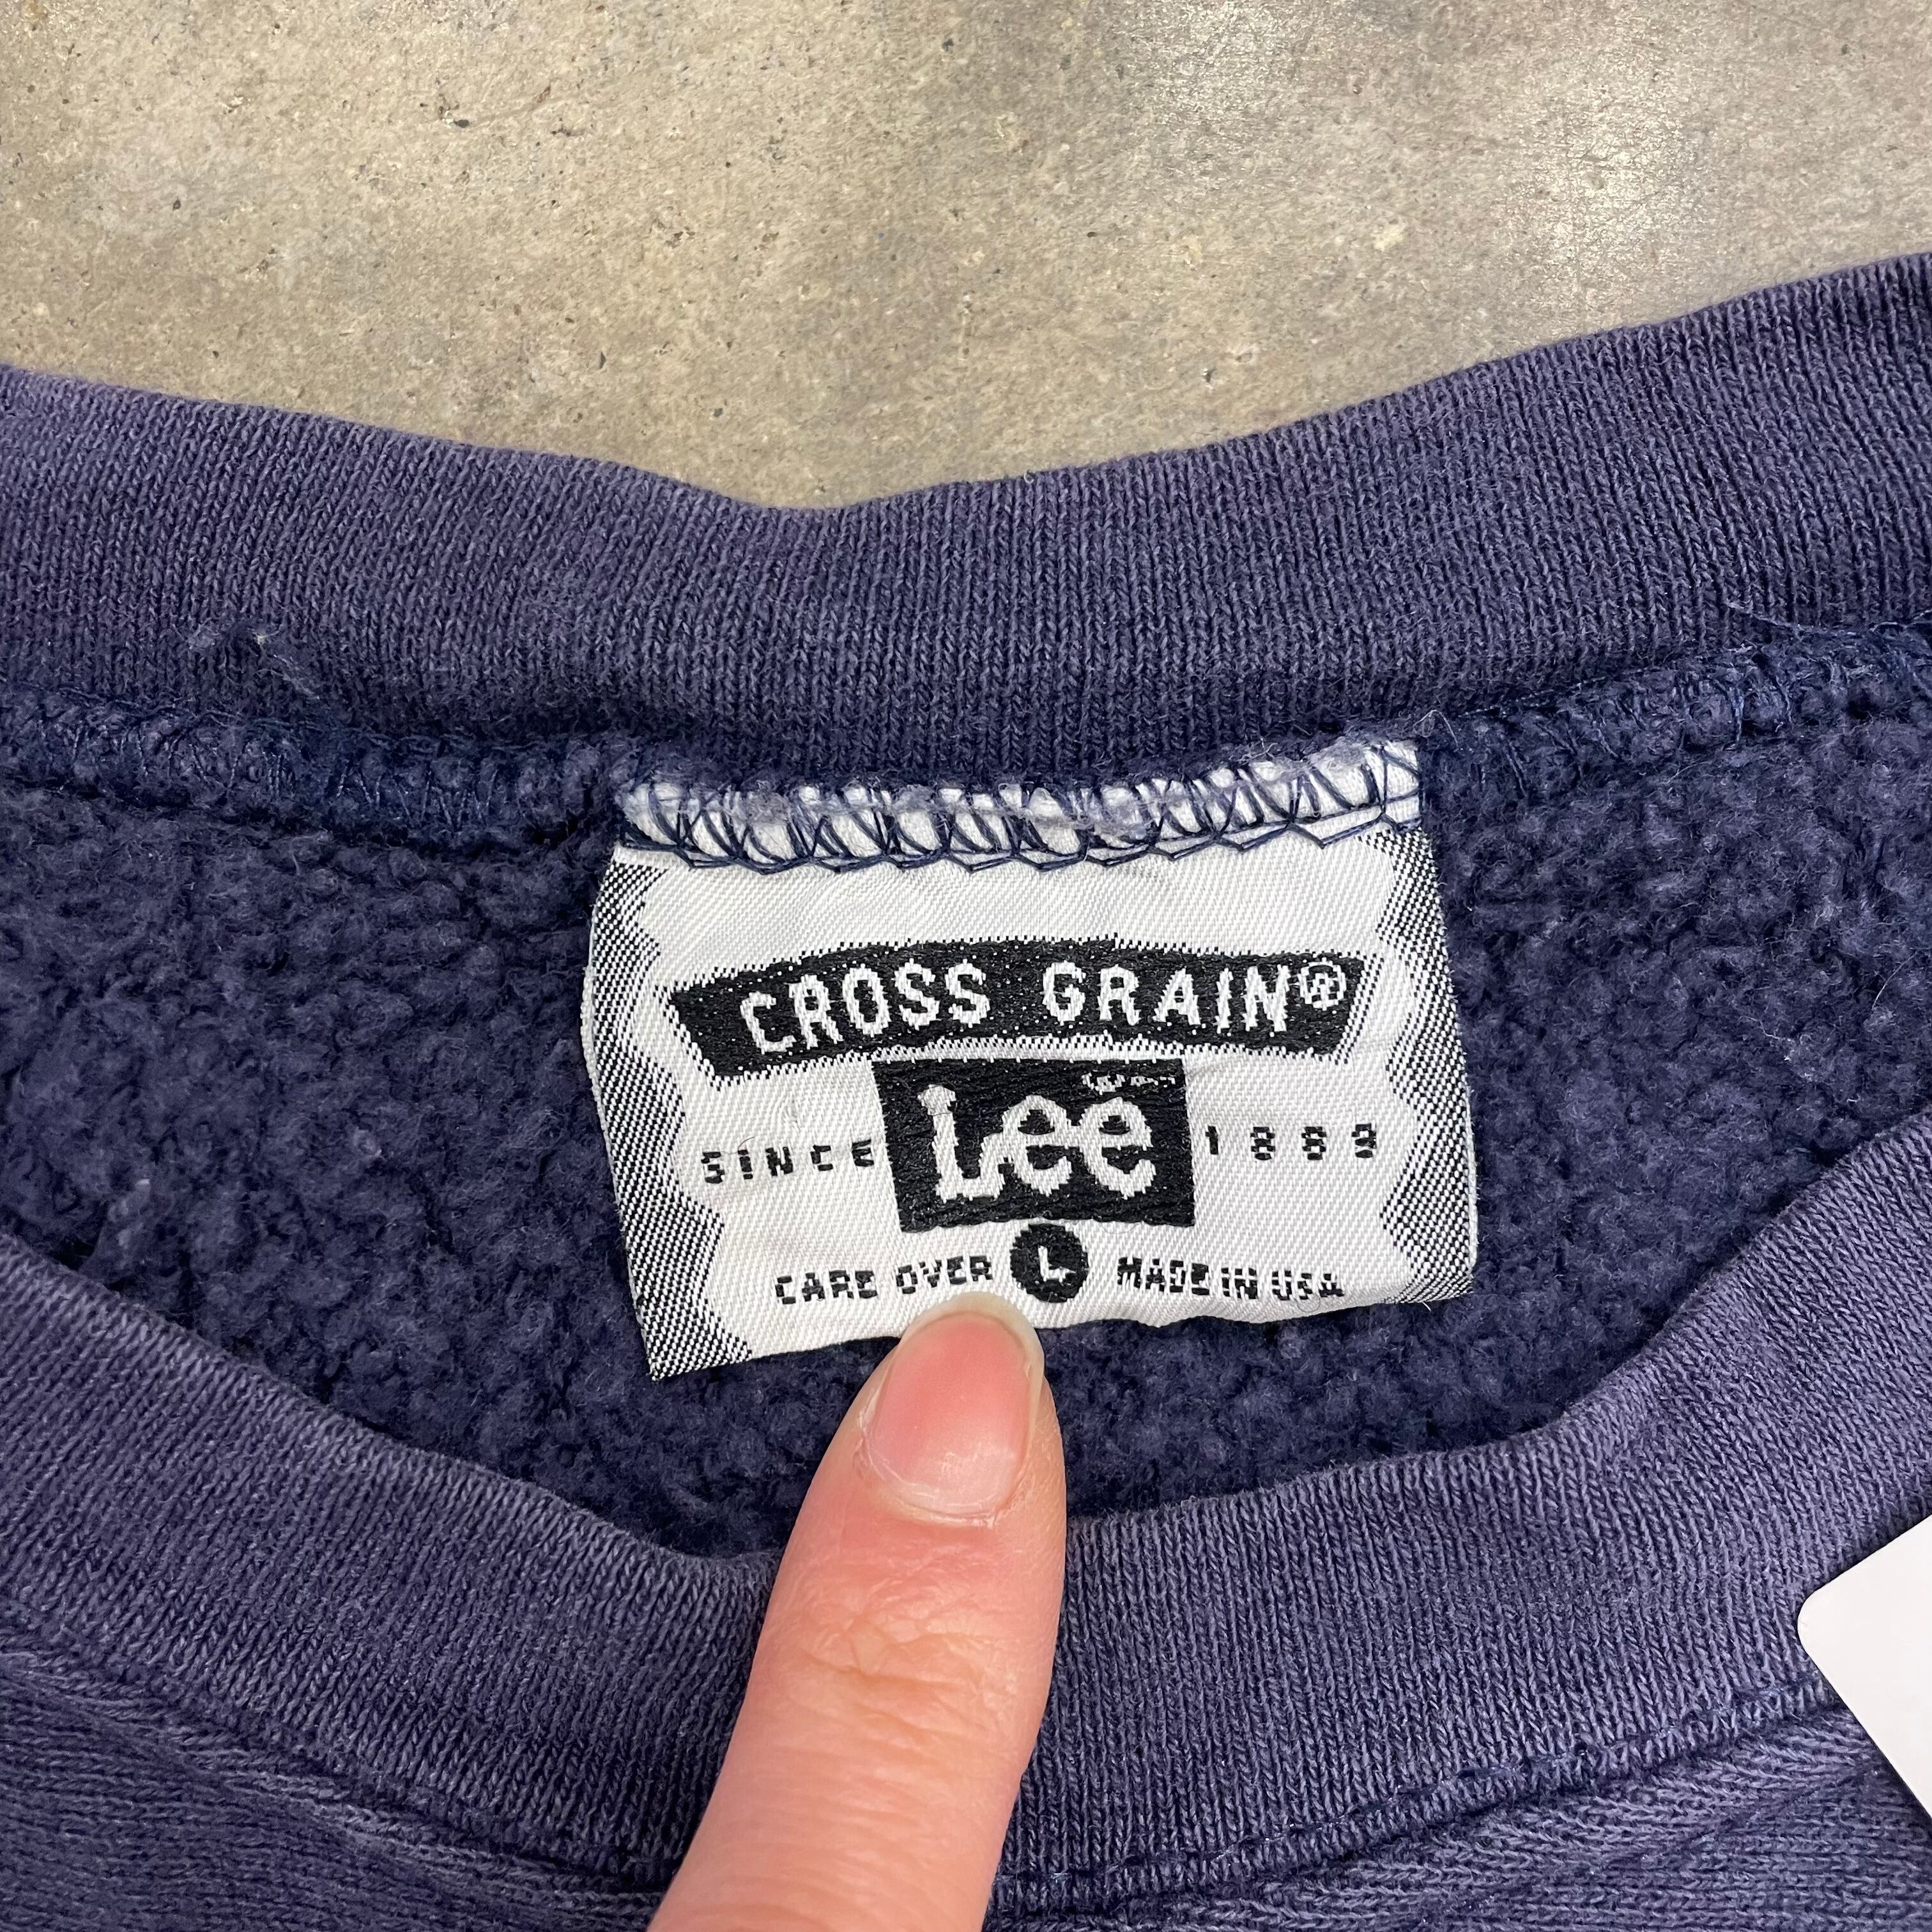 CROSS GRAIN®
Lee
SINCE 1889
CARE OVER L MADE IN USA